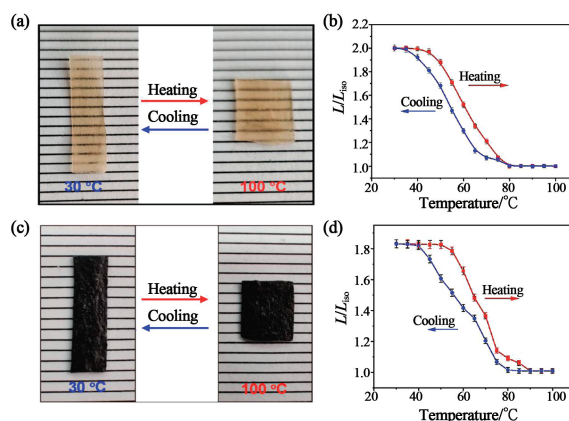 (a)
Heating
Cooling
30 °C
100 °C
(b)
2.0
1.8
1.6
1.4
1.2
1.0
L/Liso
Heating
Cooling
20
40
60
80
100
Temperature/°C
(c)
Heating
Cooling
30 °C
100 °C
(d)
1.8
1.6
1.4
1.2
1.0
L/Liso
Heating
Cooling
20
40
60
80
100
Temperature/°C